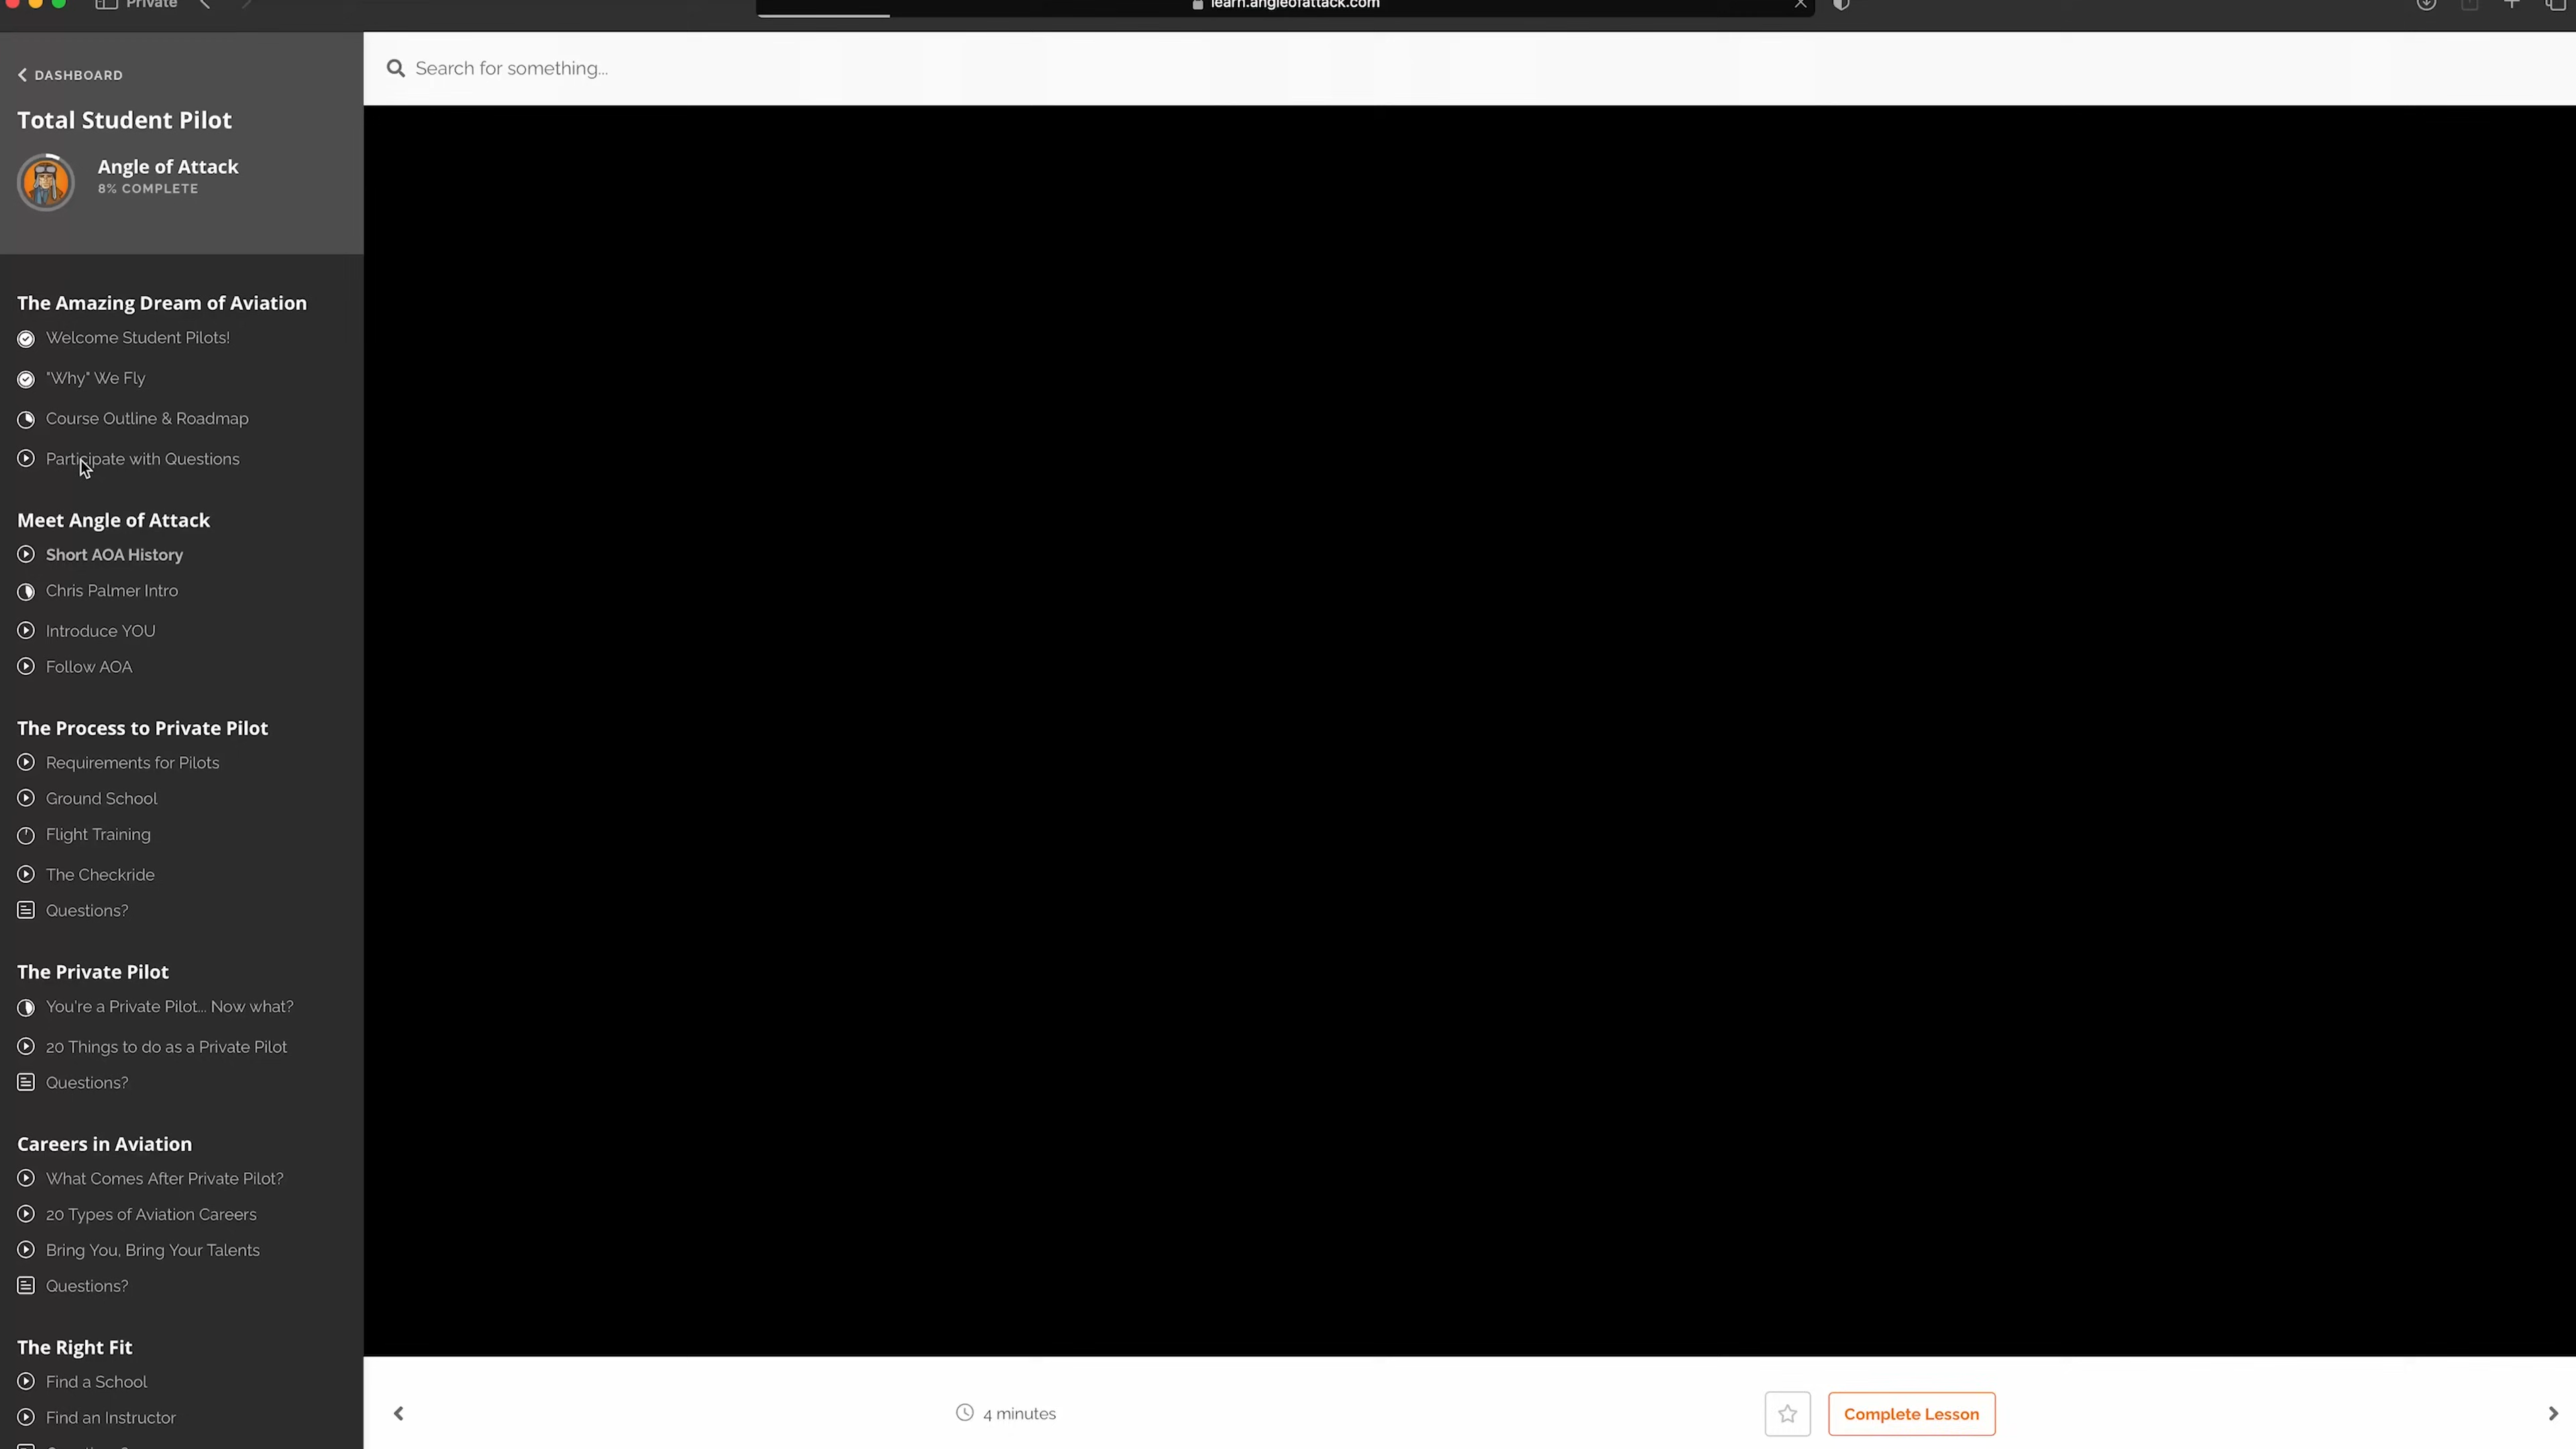 Private
learn.angleofattack.com
DASHBOARD
Search for something...
Total Student Pilot
Angle of Attack
8% COMPLETE
The Amazing Dream of Aviation
Welcome Student Pilots!
"Why" We Fly
Course Outline & Roadmap
Participate with Questions
Meet Angle of Attack
Short AOA History
Chris Palmer Intro
Introduce YOU
Follow AOA
The Process to Private Pilot
Requirements for Pilots
Ground School
Flight Training
The Checkride
Questions?
The Private Pilot
You're a Private Pilot... Now what?
20 Things to do as a Private Pilot
Questions?
Careers in Aviation
What Comes After Private Pilot?
20 Types of Aviation Careers
Bring You, Bring Your Talents
Questions?
The Right Fit
Find a School
Find an Instructor
4 minutes
Complete Lesson